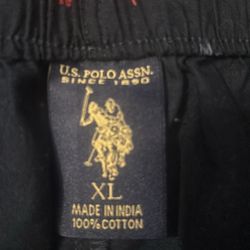 U.S. POLO ASSN.
SINCE 1890
XL
MADE IN INDIA
100% COTTON